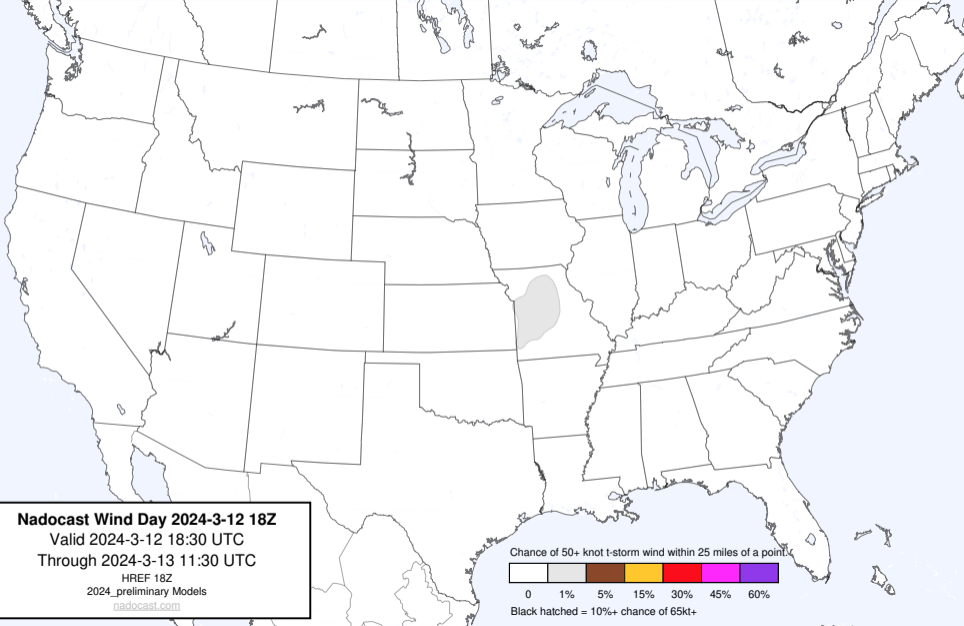 Nadocast Wind Day 2024-3-12 18Z
Valid 2024-3-12 18:30 UTC
Through 2024-3-13 11:30 UTC
HREF 18Z
2024_preliminary Models
nadocast.com
Chance of 50+ knot t-storm wind within 25 miles of a point.
0 1% 5% 15% 30% 45% 60%
Black hatched = 10%+ chance of 65kt+